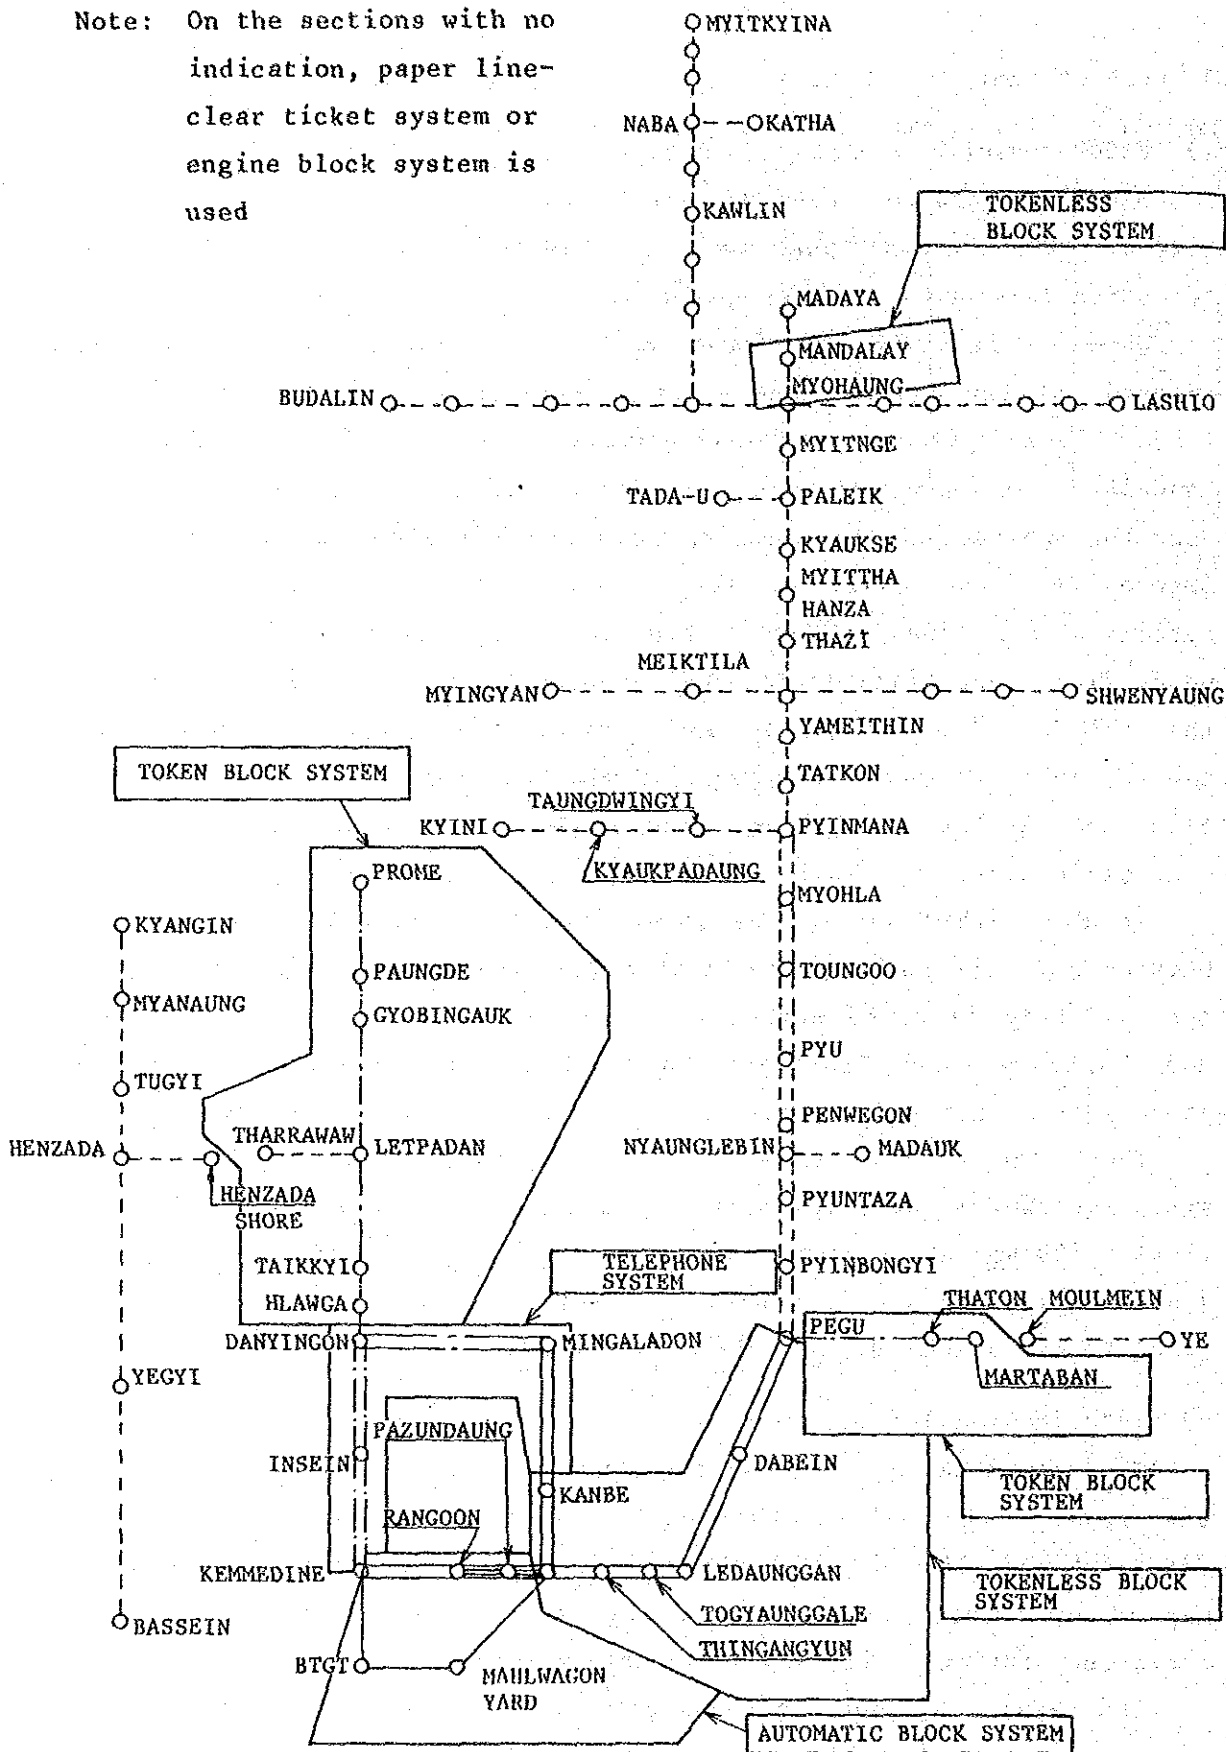 Note: On the sections with no
indication, paper line-
clear ticket system or
engine block system is
used
MYITKYINA
NABA
KATHA
KAWLIN
TOKENLESS
BLOCK SYSTEM
MADAYA
MANDALAY
MYOHAUNG
BUDALIN
LASHIO
MYITNGE
TADA-U
PALEIK
KYAUKSE
MYITTHA
HANZA
THAZI
MEIKTILA
MYINGYAN
SHWENYAUNG
YAMEITHIN
TOKEN BLOCK SYSTEM
TATKON
TAUNGDWINGYI
KYINI
PYINMANA
KYAUKPADAUNG
PROME
MYOHLA
KYANGIN
PAUNGDE
TOUNGOO
MYANAUNG
GYOBINGAUK
PYU
TUGYI
PENWEGON
HENZADA
THARRAWAW
LETPADAN
NYAUNGLEBIN
MADAUK
HENZADA
SHORE
PYUNTAZA
TAIKKYI
TELEPHONE
SYSTEM
PYINBONGYI
HLAWGA
THATON
MOULMEIN
DANYINGON
MINGALADON
PEGU
YE
MARTABAN
YEGYI
PAZUNDAUNG
INSEIN
DABEIN
TOKEN BLOCK
SYSTEM
KANBE
RANGOON
KEMMEDINE
LEDAUNGGAN
TOKENLESS BLOCK
SYSTEM
TOGYAUNGGALE
BASSEIN
THINGANGYUN
BTGT
MAHLWAGON
YARD
AUTOMATIC BLOCK SYSTEM